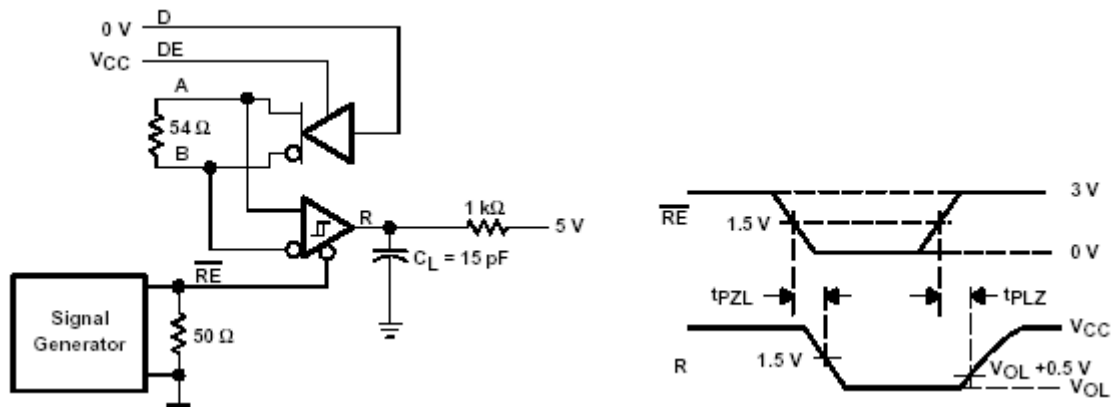 0 V D
VCC DE
A
54 Ω
B
R
1 kΩ
5 V
CL = 15 pF
RE
Signal
Generator
50 Ω
3 V
RE
1.5 V
0 V
tPZL
tPLZ
VCC
R
1.5 V
VOL +0.5 V
VOL